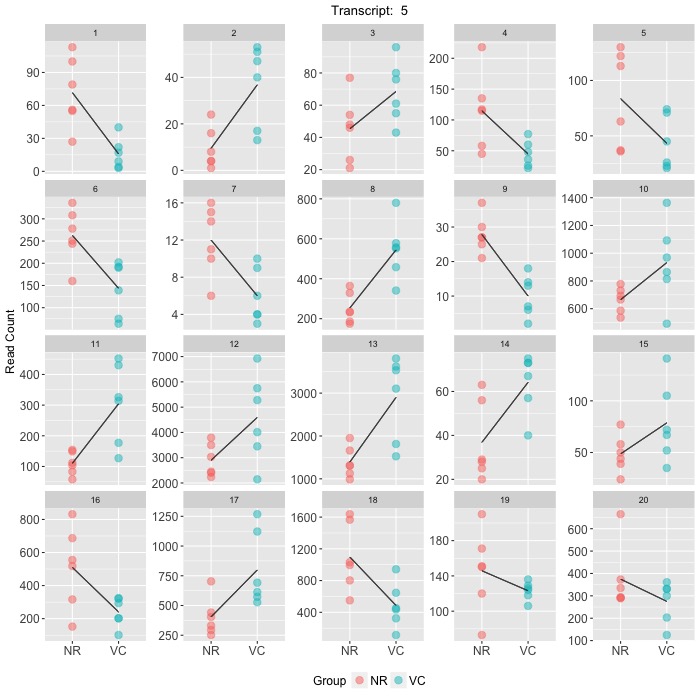 Transcript:  5
1 2 3 4 5
90 60 30 0
40 20 0
80 60 40 20
200 150 100 50
100 50
6 7 8 9 10
300 250 200 150 100
16 12 8 4
800 600 400 200
30 20 10
1400 1200 1000 800 600
Read Count
11 12 13 14 15
400 300 200 100
7000 6000 5000 4000 3000 2000
3000 2000 1000
60 40 20
100 50
16 17 18 19 20
800 600 400 200
1250 1000 750 500 250
1600 1200 800 400
180 140 100
600 500 400 300 200 100
NR VC NR VC NR VC NR VC NR VC
Group NR VC